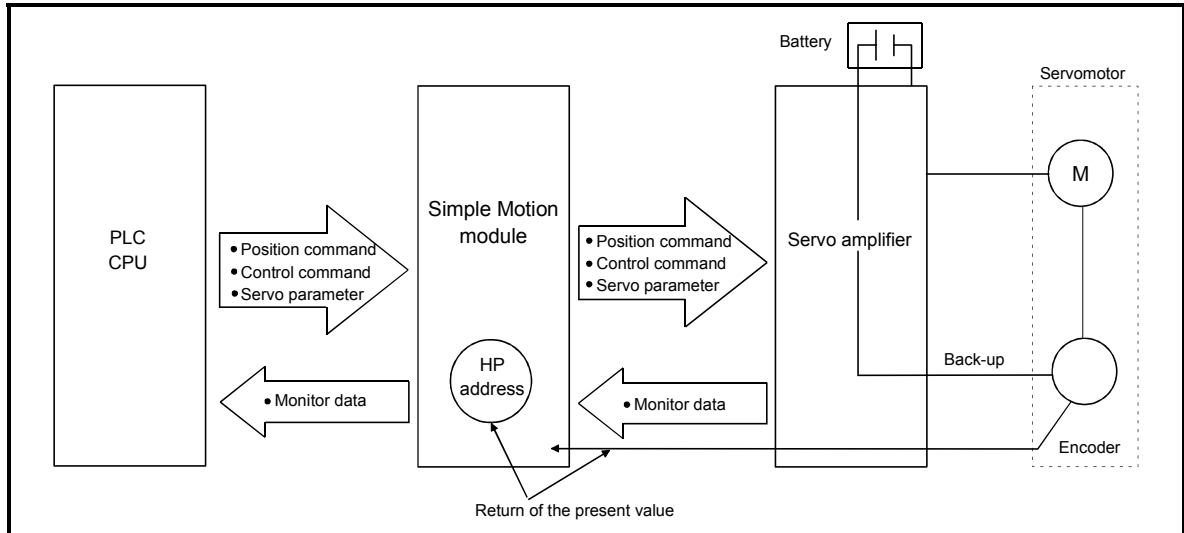 Battery
Servomotor
M
PLC
CPU
Simple Motion
module
Servo amplifier
• Position command
• Control command
• Servo parameter
• Position command
• Control command
• Servo parameter
HP
address
Back-up
• Monitor data
• Monitor data
Encoder
Return of the present value